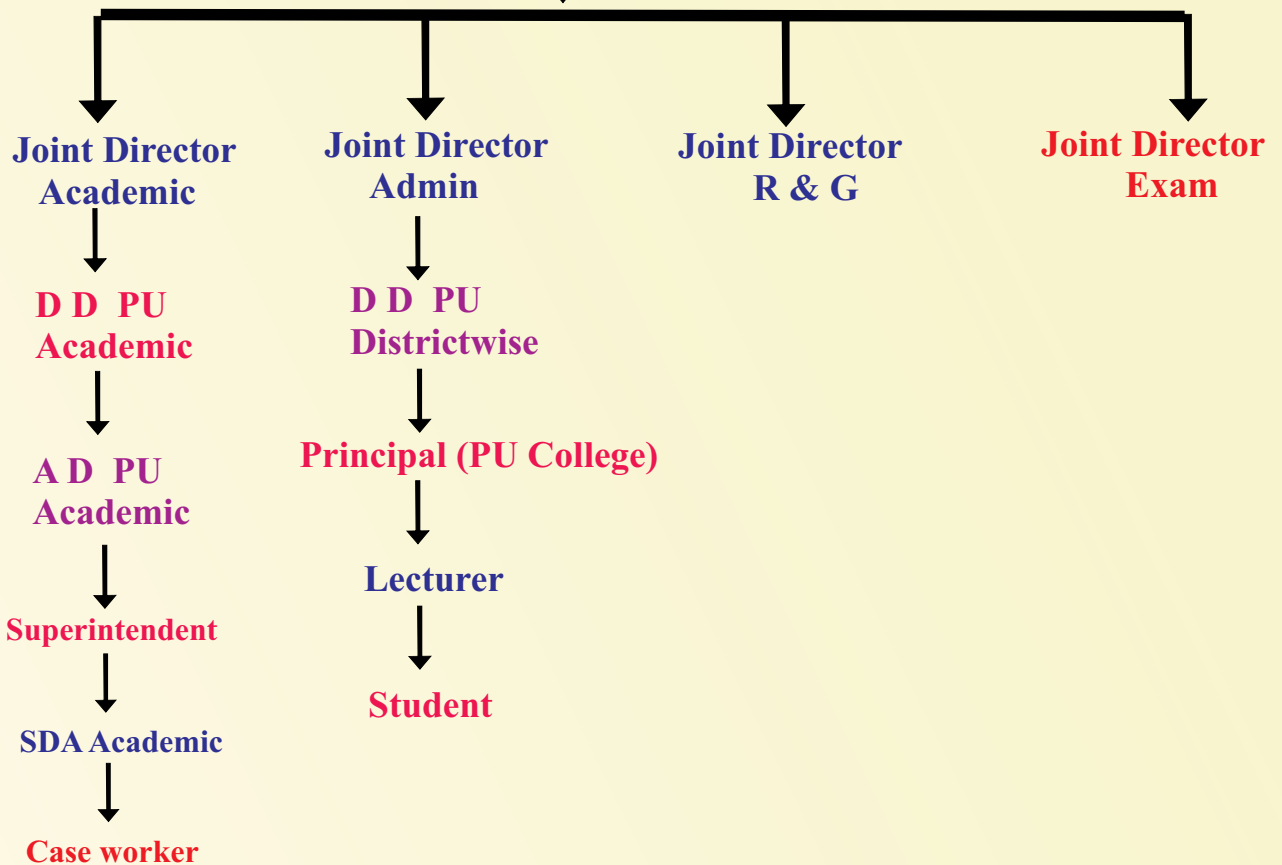 Joint Director
Academic
Joint Director
Admin
Joint Director
R & G
Joint Director
Exam
D D PU
Academic
D D PU
Districtwise
A D PU
Academic
Principal (PU College)
Lecturer
Superintendent
Student
SDA Academic
Case worker